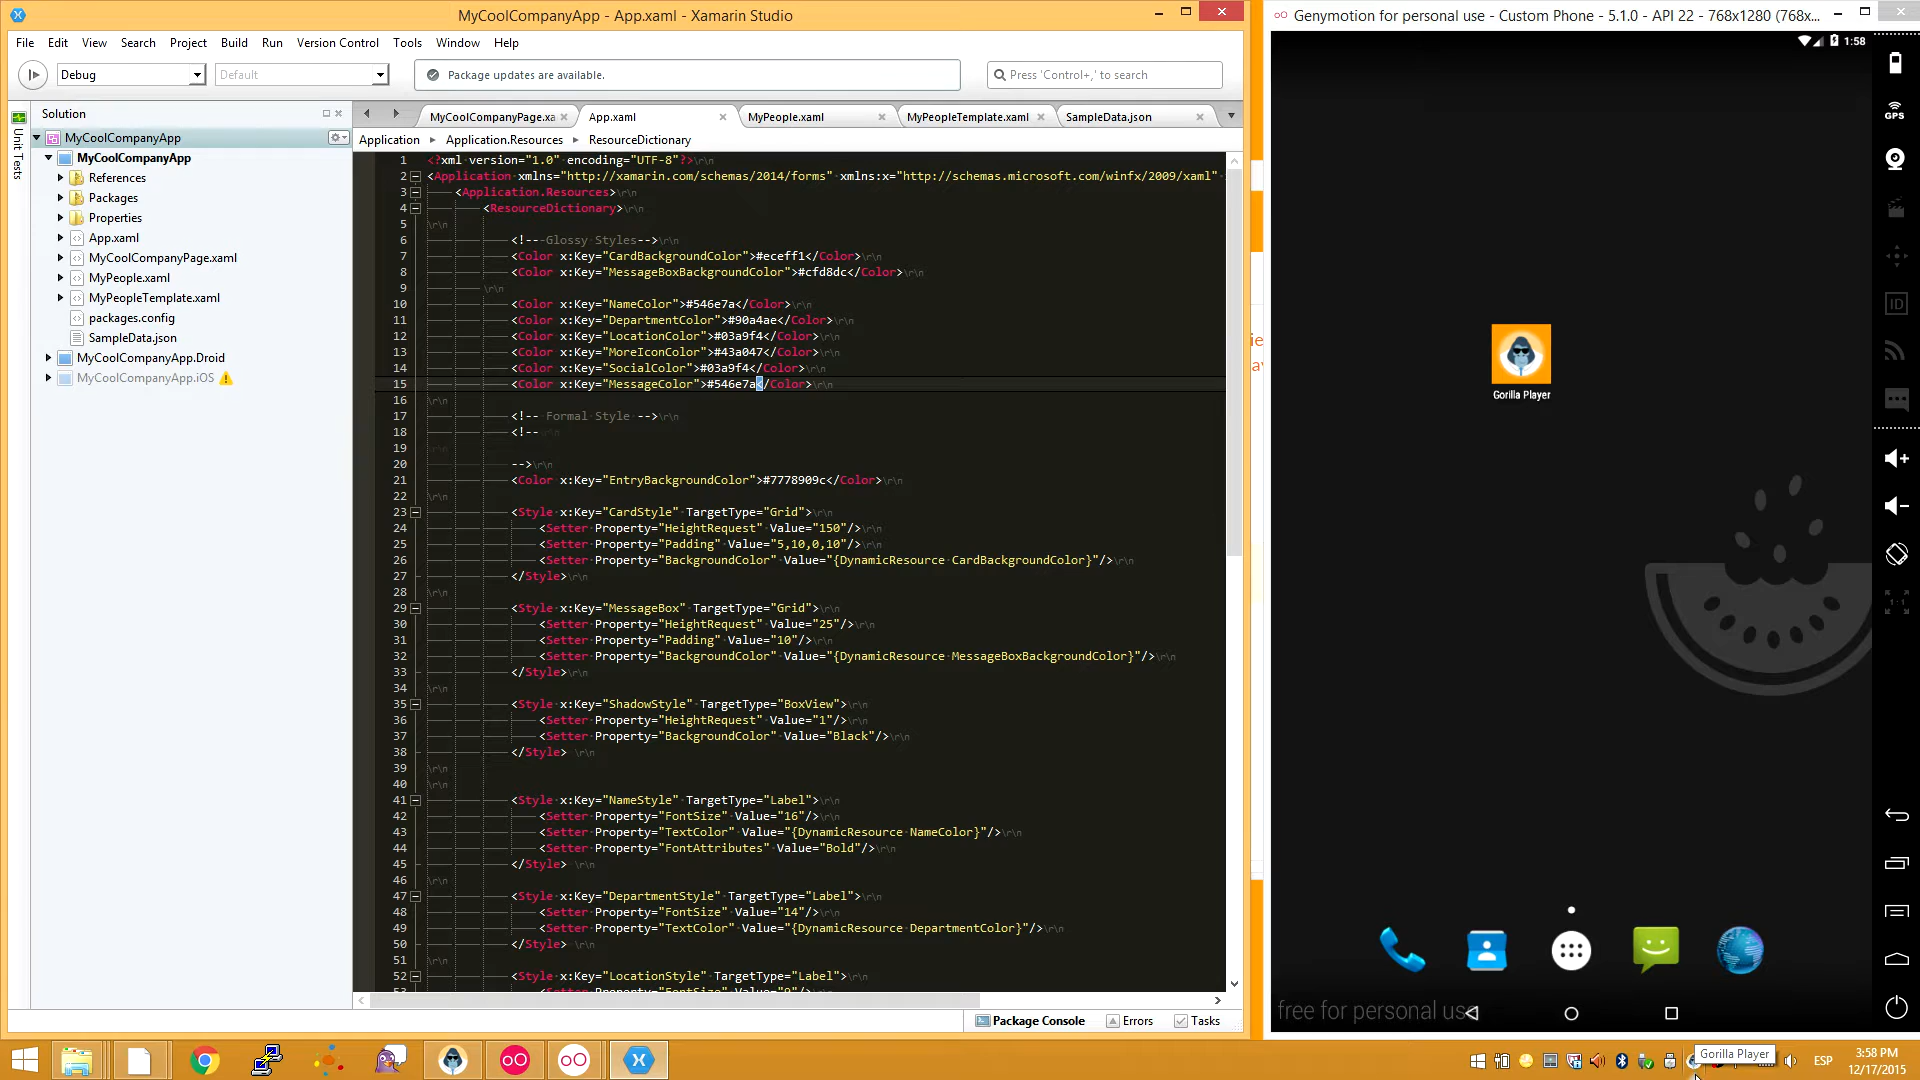 MyCoolCompanyApp - App.xaml - Xamarin Studio
File Edit View Search Project Build Run Version Control Tools Window Help
Debug
Default
Package updates are available.
Press 'Control+,' to search
Unit Tests
Solution
MyCoolCompanyApp
MyCoolCompanyApp
References
Packages
Properties
App.xaml
MyCoolCompanyPage.xaml
MyPeople.xaml
MyPeopleTemplate.xaml
packages.config
SampleData.json
MyCoolCompanyApp.Droid
MyCoolCompanyApp.iOS
MyCoolCompanyPage.xa App.xaml MyPeople.xaml MyPeopleTemplate.xaml SampleData.json
Application Application.Resources ResourceDictionary
1 <?xml version="1.0" encoding="UTF-8"?>\r\n
2 <Application xmlns="http://xamarin.com/schemas/2014/forms" xmlns:x="http://schemas.microsoft.com/winfx/2009/xaml"
3 <Application.Resources>\r\n
4 <ResourceDictionary>\r\n
5 \r\n
6 <!--Glossy Styles-->\r\n
7 <Color x:Key="CardBackgroundColor">#eceff1</Color>\r\n
8 <Color x:Key="MessageBoxBackgroundColor">#cfd8dc</Color>\r\n
9 \r\n
10 <Color x:Key="NameColor">#546e7a</Color>\r\n
11 <Color x:Key="DepartmentColor">#90a4ae</Color>\r\n
12 <Color x:Key="LocationColor">#03a9f4</Color>\r\n
13 <Color x:Key="MoreIconColor">#43a047</Color>\r\n
14 <Color x:Key="SocialColor">#03a9f4</Color>\r\n
15 <Color x:Key="MessageColor">#546e7a</Color>\r\n
16 \r\n
17 <!-- Formal Style -->\r\n
18 <!-- \r\n
19 \r\n
20 -->\r\n
21 <Color x:Key="EntryBackgroundColor">#7778909c</Color>\r\n
22 \r\n
23 <Style x:Key="CardStyle" TargetType="Grid">\r\n
24 <Setter Property="HeightRequest" Value="150"/>\r\n
25 <Setter Property="Padding" Value="5,10,0,10"/>\r\n
26 <Setter Property="BackgroundColor" Value="{DynamicResource CardBackgroundColor}"/>\r\n
27 </Style>\r\n
28 \r\n
29 <Style x:Key="MessageBox" TargetType="Grid">\r\n
30 <Setter Property="HeightRequest" Value="25"/>\r\n
31 <Setter Property="Padding" Value="10"/>\r\n
32 <Setter Property="BackgroundColor" Value="{DynamicResource MessageBoxBackgroundColor}"/>\r\n
33 </Style>\r\n
34 \r\n
35 <Style x:Key="ShadowStyle" TargetType="BoxView">\r\n
36 <Setter Property="HeightRequest" Value="1"/>\r\n
37 <Setter Property="BackgroundColor" Value="Black"/>\r\n
38 </Style> \r\n
39 \r\n
40 \r\n
41 <Style x:Key="NameStyle" TargetType="Label">\r\n
42 <Setter Property="FontSize" Value="16"/>\r\n
43 <Setter Property="TextColor" Value="{DynamicResource NameColor}"/>\r\n
44 <Setter Property="FontAttributes" Value="Bold"/>\r\n
45 </Style> \r\n
46 \r\n
47 <Style x:Key="DepartmentStyle" TargetType="Label">\r\n
48 <Setter Property="FontSize" Value="14"/>\r\n
49 <Setter Property="TextColor" Value="{DynamicResource DepartmentColor}"/>\r\n
50 </Style> \r\n
51 \r\n
52 <Style x:Key="LocationStyle" TargetType="Label">\r\n
53 <Setter Property="FontSize" Value="9"/>\r\n
Package Console Errors Tasks
Genymotion for personal use - Custom Phone - 5.1.0 - API 22 - 768x1280 (768x...
1:58
Gorilla Player
free for personal use
GPS
ID
1:1
Gorilla Player
ESP
3:58 PM
12/17/2015